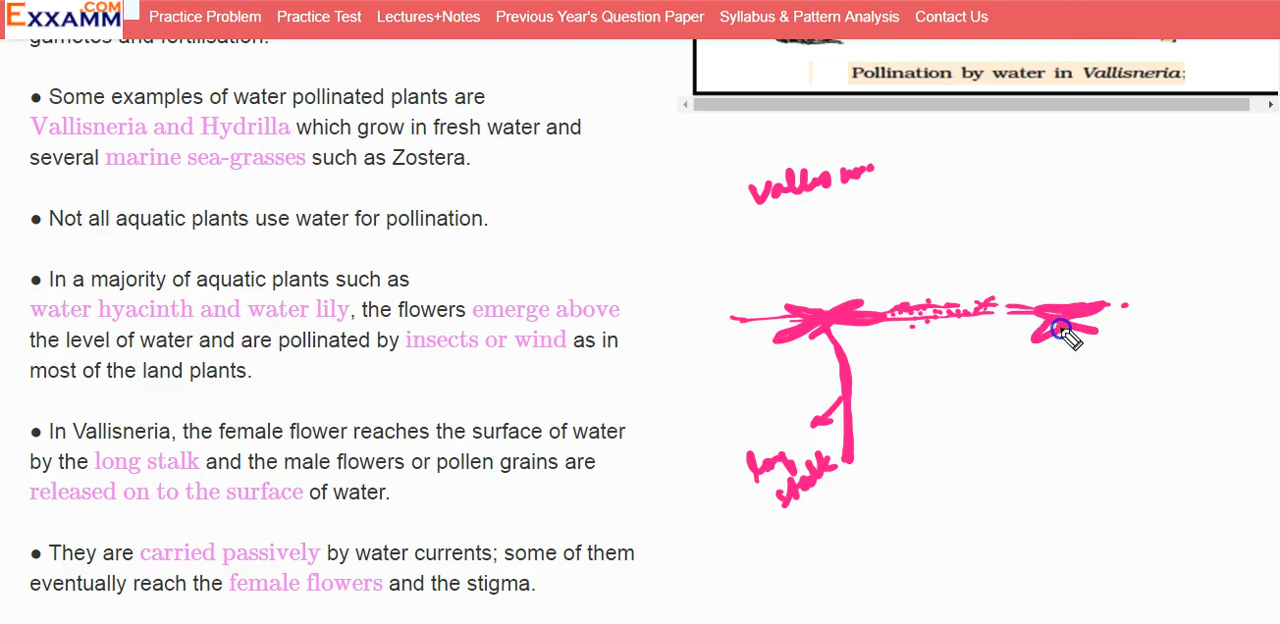 EXXAMM.COM
Practice Problem Practice Test Lectures+Notes Previous Year's Question Paper Syllabus & Pattern Analysis Contact Us
gametes and fertilisation.
● Some examples of water pollinated plants are
Vallisneria and Hydrilla which grow in fresh water and
several marine sea-grasses such as Zostera.
● Not all aquatic plants use water for pollination.
● In a majority of aquatic plants such as
water hyacinth and water lily, the flowers emerge above
the level of water and are pollinated by insects or wind as in
most of the land plants.
● In Vallisneria, the female flower reaches the surface of water
by the long stalk and the male flowers or pollen grains are
released on to the surface of water.
● They are carried passively by water currents; some of them
eventually reach the female flowers and the stigma.
Pollination by water in Vallisneria;
long
stalk